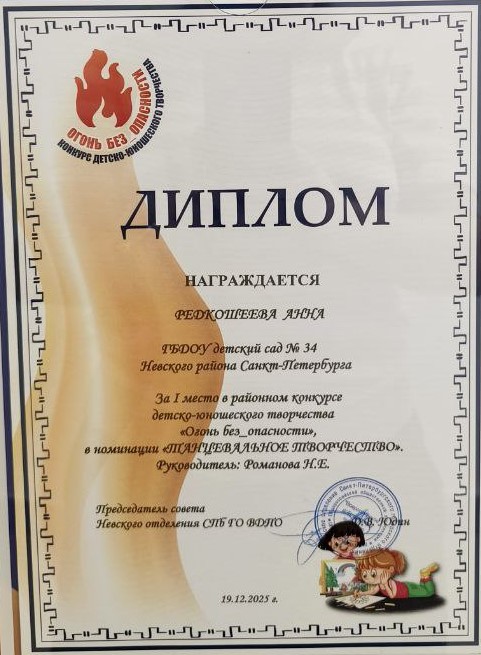 ОГОНЬ БЕЗ_ОПАСНОСТИ
КОНКУРС ДЕТСКО-ЮНОШЕСКОГО ТВОРЧЕСТВА
ДИПЛОМ
НАГРАЖДАЕТСЯ
РЕДКОШЕЕВА АННА
ГБДОУ детский сад № 34
Невского района Санкт-Петербурга
За I место в районном конкурсе
детско-юношеского творчества
«Огонь без_опасности»,
в номинации «ТАНЦЕВАЛЬНОЕ ТВОРЧЕСТВО».
Руководитель: Романова Н.Е.
Председатель совета
Невского отделения СПб ГО ВДПО
Д.В. Юдин
19.12.2025 г.